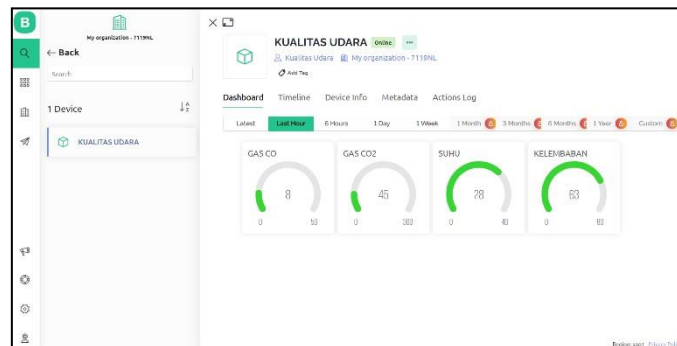 B
My organization - 7119NL
← Back
Search
1 Device
KUALITAS UDARA
KUALITAS UDARA Online
Kualitas Udara My organization - 7119NL
Add Tag
Dashboard Timeline Device Info Metadata Actions Log
Latest Last Hour 6 Hours 1 Day 1 Week 1 Month 3 Months 6 Months 1 Year Custom
GAS CO GAS CO2 SUHU KELEMBABAN
8 45 28 63
0 50 0 0 40 0 80
Privacy